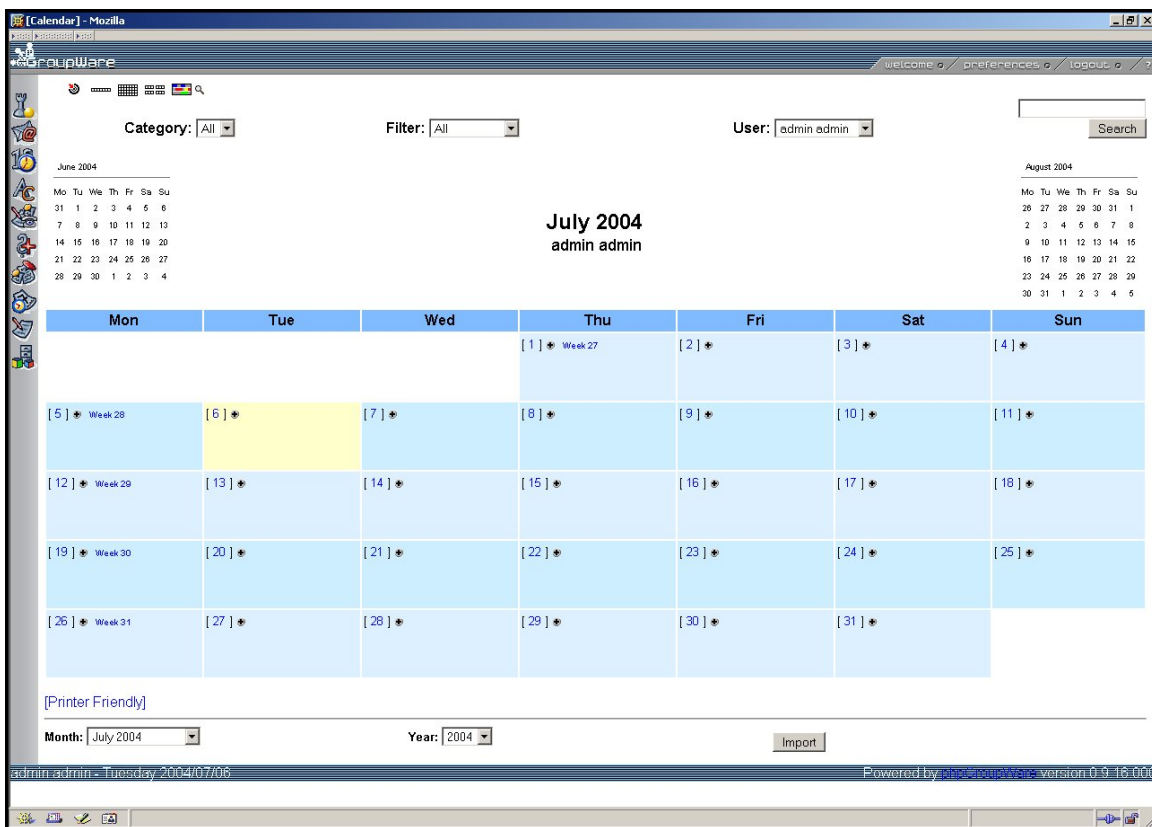 [Calendar] - Mozilla
GroupWare
welcome preferences logout ?
Category: All Filter: All User: admin admin
Search
June 2004
Mo Tu We Th Fr Sa Su
31 1 2 3 4 5 6
7 8 9 10 11 12 13
14 15 16 17 18 19 20
21 22 23 24 25 26 27
28 29 30 1 2 3 4
July 2004
admin admin
August 2004
Mo Tu We Th Fr Sa Su
26 27 28 29 30 31 1
2 3 4 5 6 7 8
9 10 11 12 13 14 15
16 17 18 19 20 21 22
23 24 25 26 27 28 29
30 31 1 2 3 4 5
Mon Tue Wed Thu Fri Sat Sun
[ 1 ] Week 27 [ 2 ] [ 3 ] [ 4 ]
[ 5 ] Week 28 [ 6 ] [ 7 ] [ 8 ] [ 9 ] [ 10 ] [ 11 ]
[ 12 ] Week 29 [ 13 ] [ 14 ] [ 15 ] [ 16 ] [ 17 ] [ 18 ]
[ 19 ] Week 30 [ 20 ] [ 21 ] [ 22 ] [ 23 ] [ 24 ] [ 25 ]
[ 26 ] Week 31 [ 27 ] [ 28 ] [ 29 ] [ 30 ] [ 31 ]
[Printer Friendly]
Month: July 2004 Year: 2004 Import
admin admin - Tuesday 2004/07/06 Powered by phpGroupWare version 0.9.16.000